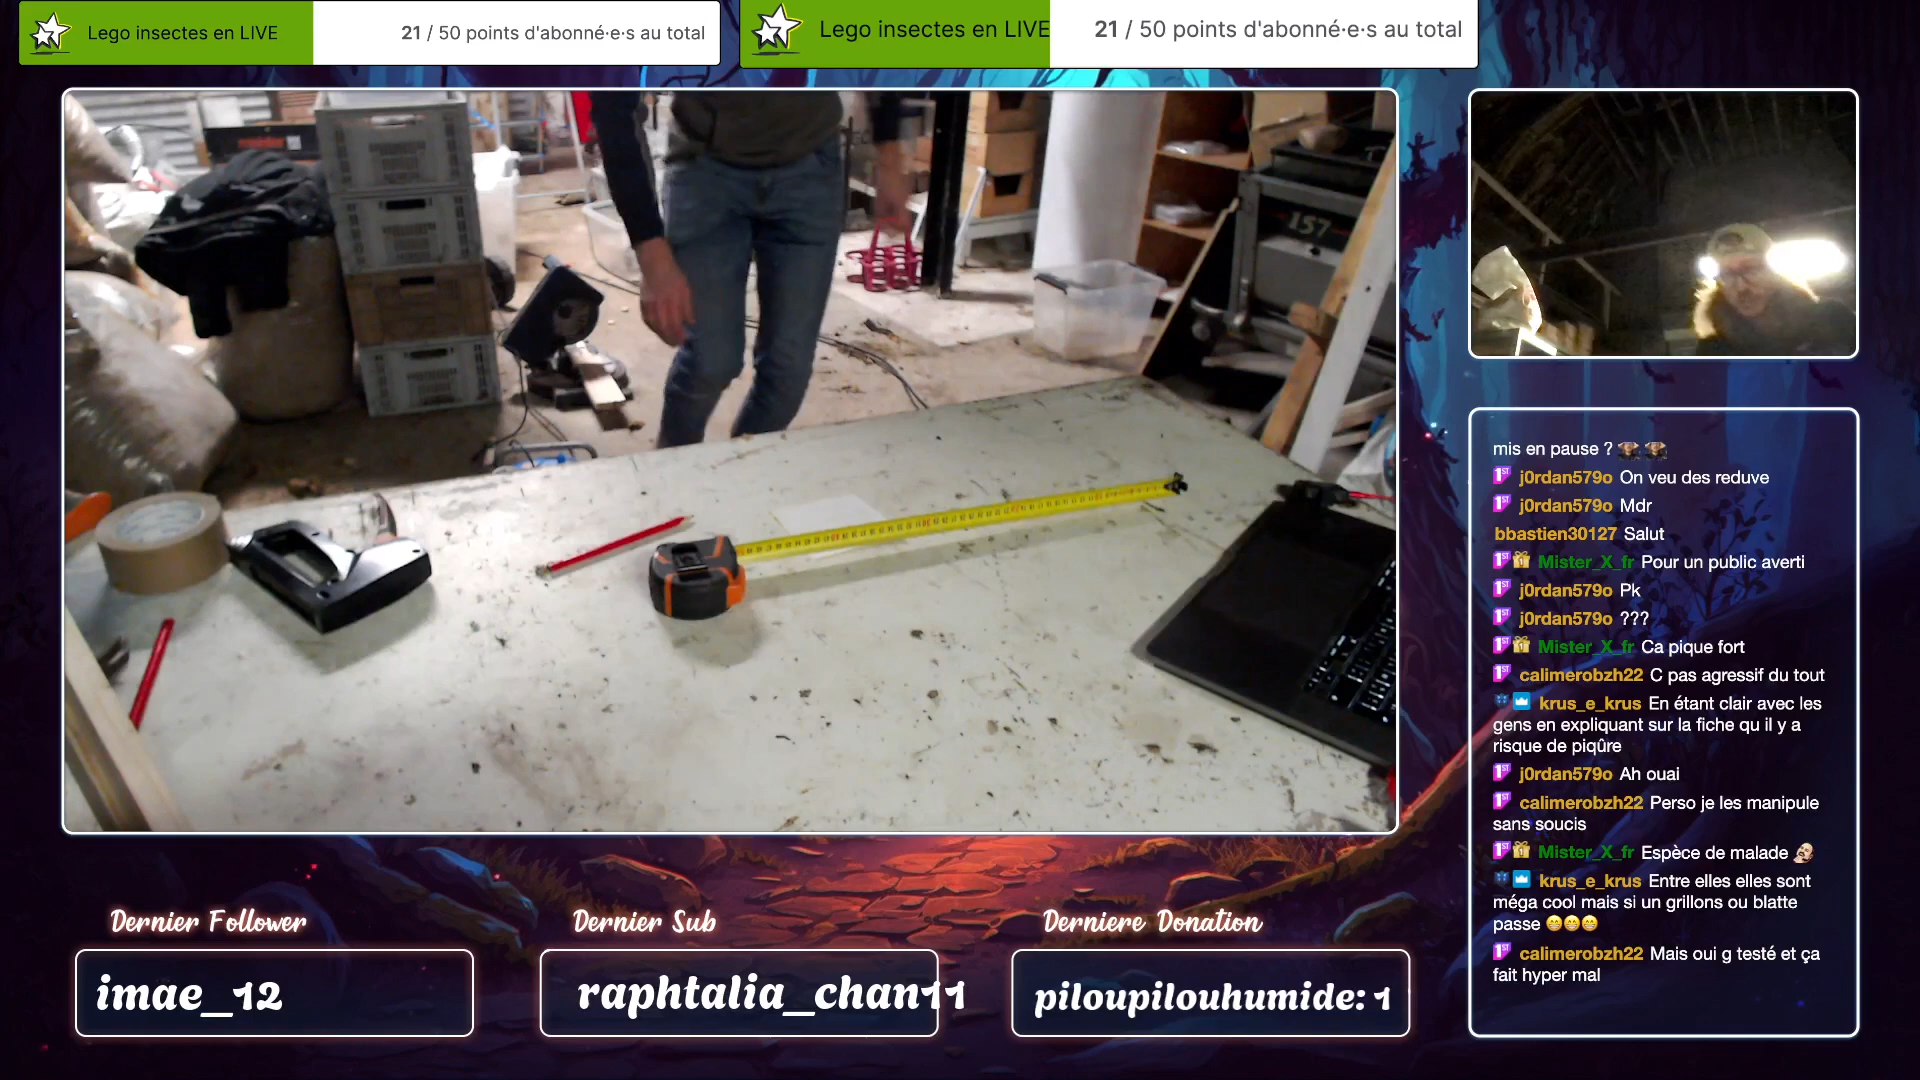 Lego insectes en LIVE
21 / 50 points d'abonné·e·s au total
Lego insectes en LIVE
21 / 50 points d'abonné·e·s au total
157
mis en pause ?
j0rdan579o On veu des reduve
j0rdan579o Mdr
bbastien30127 Salut
Mister_X_fr Pour un public averti
j0rdan579o Pk
j0rdan579o ???
Mister_X_fr Ca pique fort
calimerobzh22 C pas agressif du tout
krus_e_krus En étant clair avec les
gens en expliquant sur la fiche qu il y a
risque de piqûre
j0rdan579o Ah ouai
calimerobzh22 Perso je les manipule
sans soucis
Mister_X_fr Espèce de malade
krus_e_krus Entre elles elles sont
méga cool mais si un grillons ou blatte
passe 😁😁😁
calimerobzh22 Mais oui g testé et ça
fait hyper mal
Dernier Follower
imae_12
Dernier Sub
raphtalia_chan11
Derniere Donation
piloupilouhumide: 1